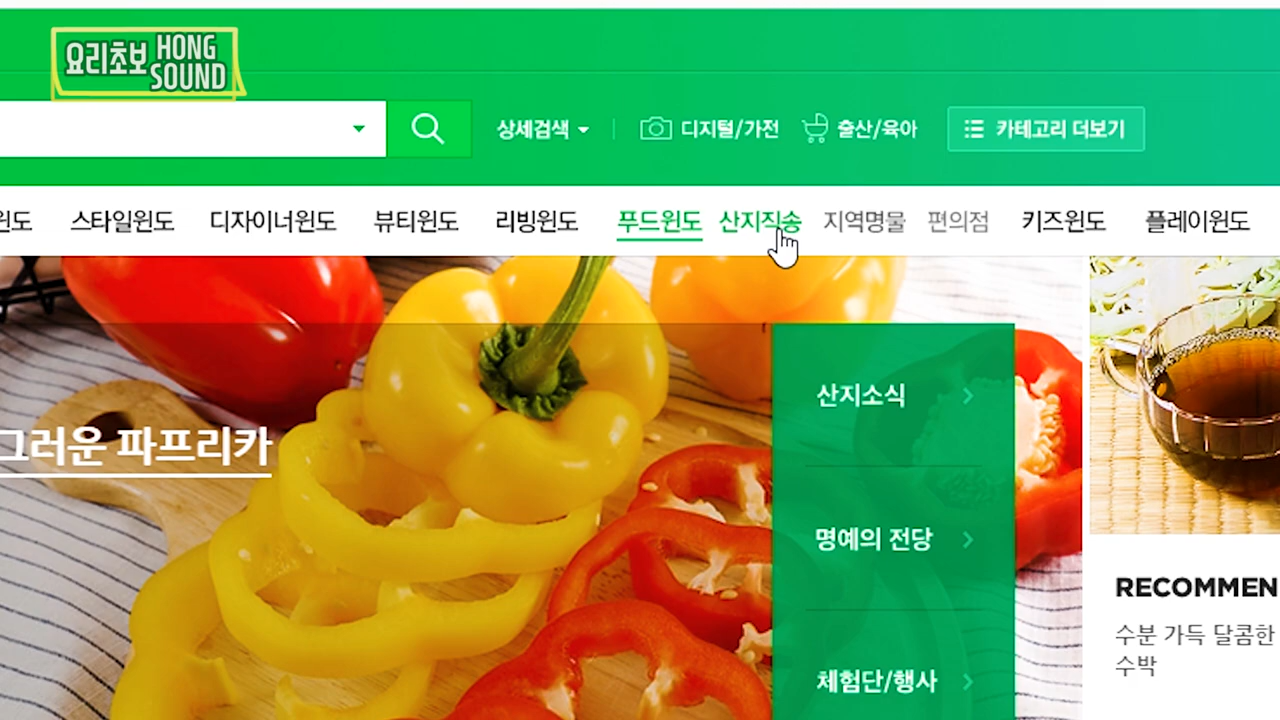 요리초보 HONG
SOUND
상세검색 디지털/가전 출산/육아 카테고리 더보기
윈도 스타일윈도 디자이너윈도 뷰티윈도 리빙윈도 푸드윈도 산지직송 지역명물 편의점 키즈윈도 플레이윈도
산지소식
그러운 파프리카
명예의 전당
RECOMMEN
수분 가득 달콤한
수박
체험단/행사